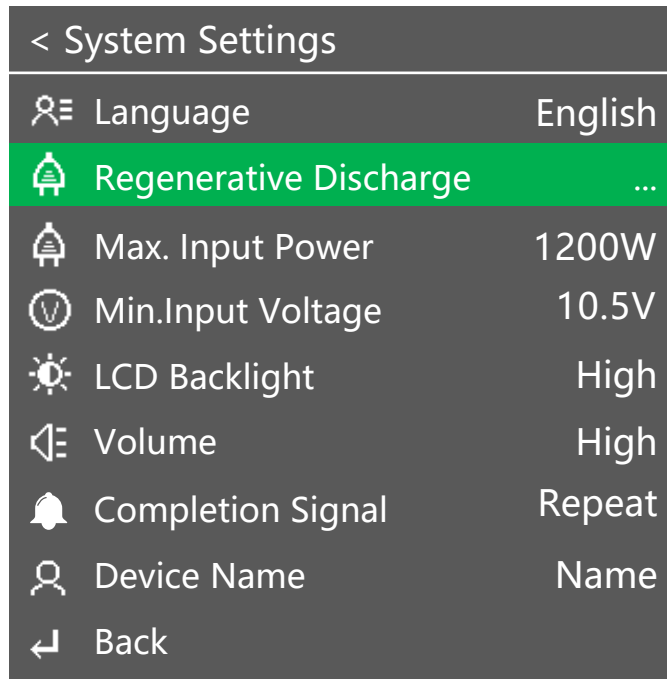 < System Settings
Language English
Regenerative Discharge ...
Max. Input Power 1200W
Min.Input Voltage 10.5V
LCD Backlight High
Volume High
Completion Signal Repeat
Device Name Name
Back